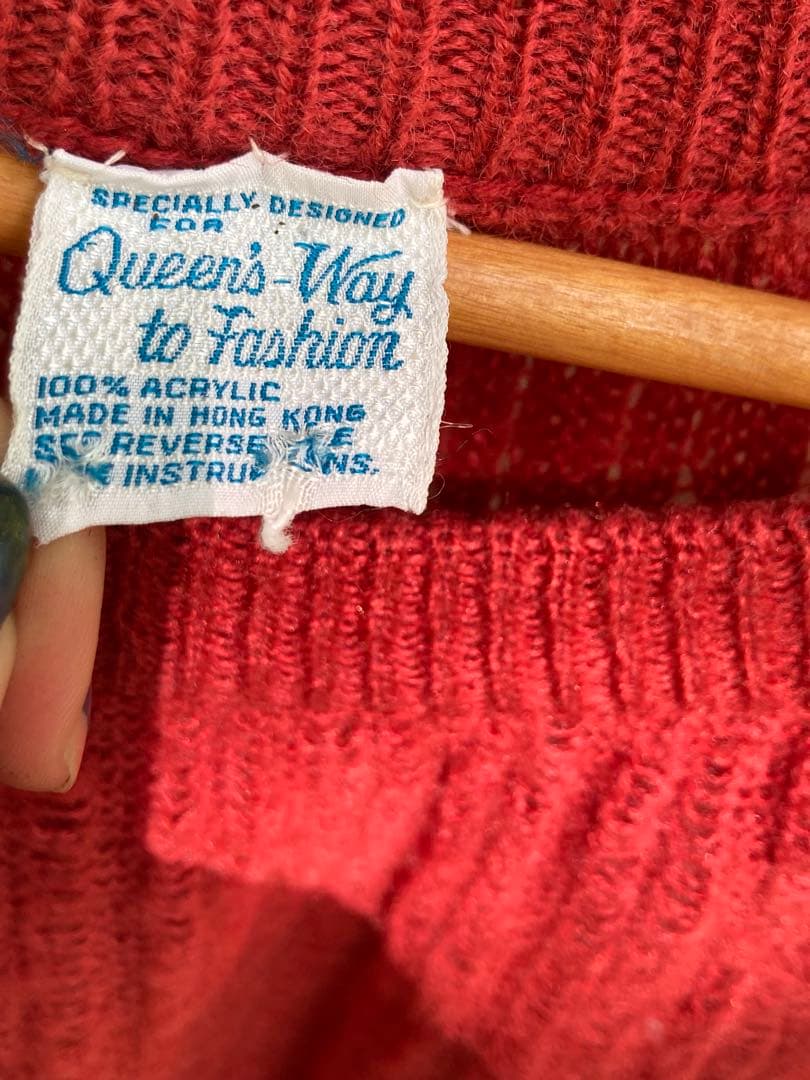 SPECIALLY DESIGNED
FOR
Queen's-Way
to Fashion
100% ACRYLIC
MADE IN HONG KONG
REVERSE